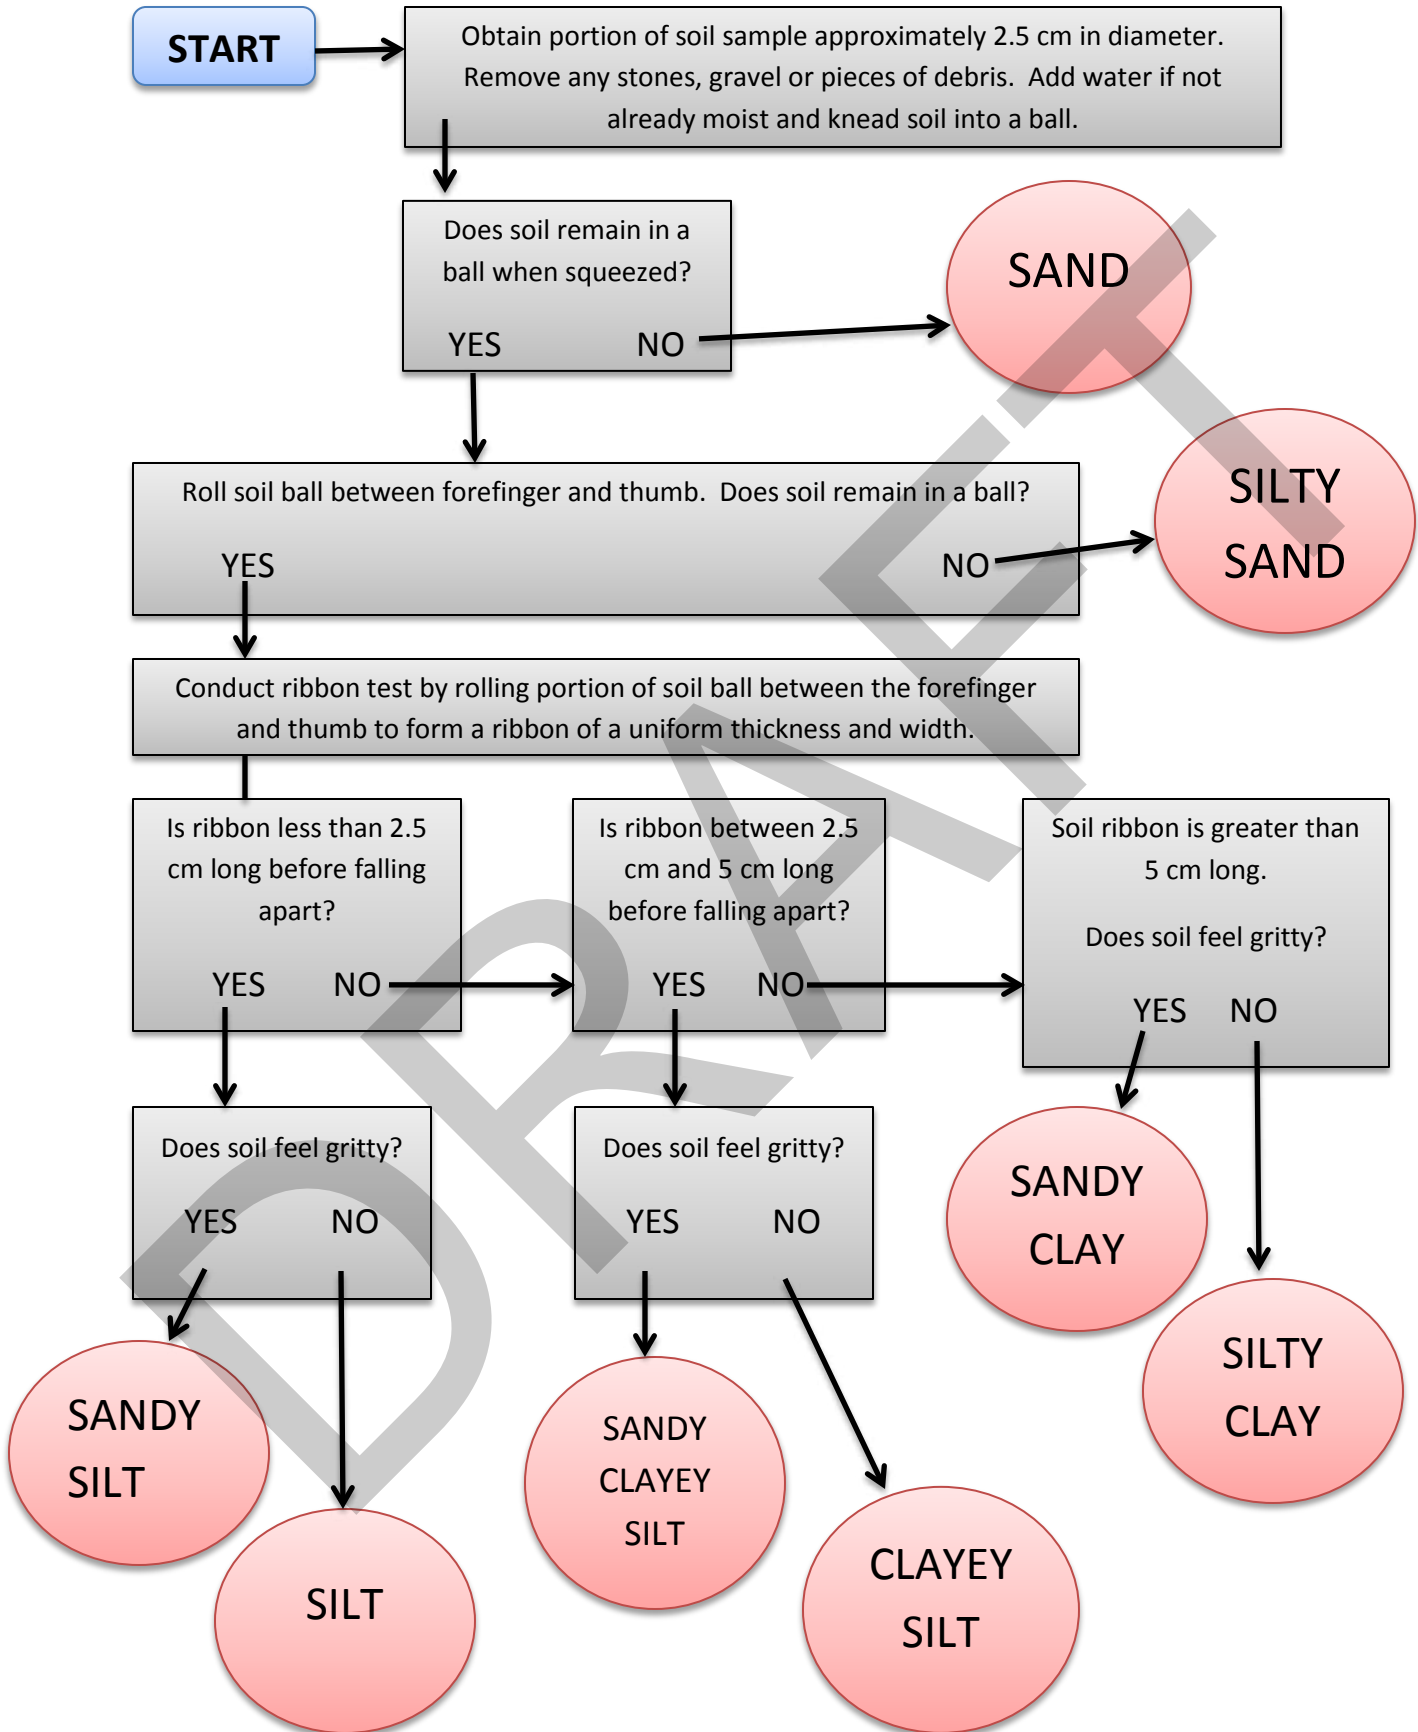 START
Obtain portion of soil sample approximately 2.5 cm in diameter.
Remove any stones, gravel or pieces of debris.  Add water if not
already moist and knead soil into a ball.
Does soil remain in a
ball when squeezed?
YES NO
SAND
Roll soil ball between forefinger and thumb.  Does soil remain in a ball?
YES NO
SILTY
SAND
Conduct ribbon test by rolling portion of soil ball between the forefinger
and thumb to form a ribbon of a uniform thickness and width.
Is ribbon less than 2.5
cm long before falling
apart?
YES NO
Is ribbon between 2.5
cm and 5 cm long
before falling apart?
YES NO
Soil ribbon is greater than
5 cm long.
Does soil feel gritty?
YES NO
Does soil feel gritty?
YES NO
Does soil feel gritty?
YES NO
SANDY
CLAY
SILTY
CLAY
SANDY
SILT
SILT
SANDY
CLAYEY
SILT
CLAYEY
SILT
DRAFT